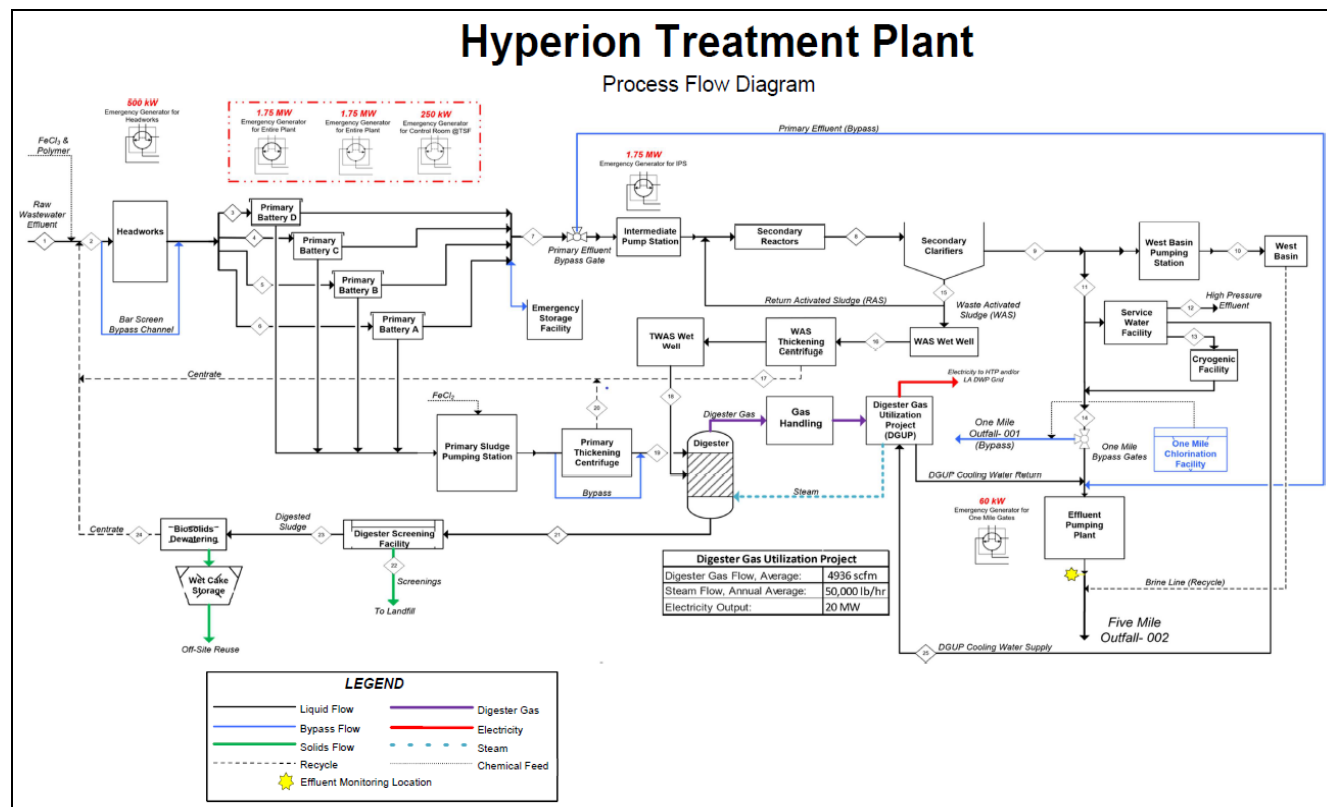 Hyperion Treatment Plant
Process Flow Diagram
500 kW
Emergency Generator for
Headworks
1.75 MW
Emergency Generator
for Entire Plant
1.75 MW
Emergency Generator
for Entire Plant
250 kW
Emergency Generator
for Control Room @TSF
Primary Effluent (Bypass)
1.75 MW
Emergency Generator for IPS
FeCl3 &
Polymer
Raw
Wastewater
Effluent
1
2
Headworks
Bar Screen
Bypass Channel
3
Primary
Battery D
4
Primary
Battery C
5
Primary
Battery B
6
Primary
Battery A
7
Primary Effluent
Bypass Gate
Emergency
Storage
Facility
Intermediate
Pump Station
Secondary
Reactors
8
Secondary
Clarifiers
9
West Basin
Pumping
Station
10
West
Basin
11
15
Return Activated Sludge (RAS)
Waste Activated
Sludge (WAS)
Service
Water
Facility
12
High Pressure
Effluent
13
Cryogenic
Facility
TWAS Wet
Well
WAS
Thickening
Centrifuge
16
WAS Wet Well
Centrate
17
18
20
FeCl2
Primary Sludge
Pumping Station
Primary
Thickening
Centrifuge
19
Bypass
Digester Gas
Digester
Gas
Handling
Electricity to HTP and/or
LA DWP Grid
Digester Gas
Utilization
Project
(DGUP)
Steam
14
One Mile
Outfall- 001
(Bypass)
One Mile
Bypass Gates
One Mile
Chlorination
Facility
DGUP Cooling Water Return
60 kW
Emergency Generator for
One Mile Gates
Effluent
Pumping
Plant
Brine Line (Recycle)
Five Mile
Outfall- 002
DGUP Cooling Water Supply
25
Centrate
24
Biosolids
Dewatering
Digested
Sludge
23
Digester Screening
Facility
21
22
Screenings
To Landfill
Wet Cake
Storage
Off-Site Reuse
Digester Gas Utilization Project
Digester Gas Flow, Average: 4936 scfm
Steam Flow, Annual Average: 50,000 lb/hr
Electricity Output: 20 MW
LEGEND
Liquid Flow
Digester Gas
Bypass Flow
Electricity
Solids Flow
Steam
Recycle
Chemical Feed
Effluent Monitoring Location